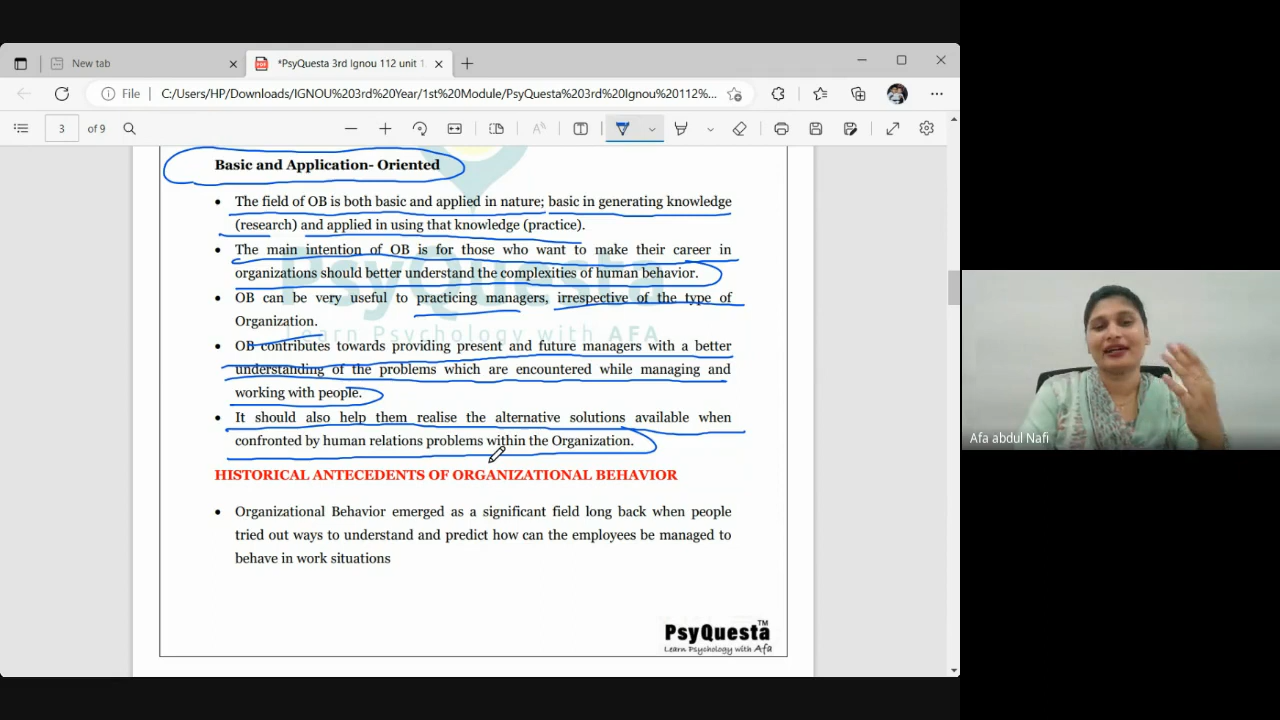 New tab
*PsyQuesta 3rd Ignou 112 unit 1
File
C:/Users/HP/Downloads/IGNOU%203rd%20Year/1st%20Module/PsyQuesta%203rd%20Ignou%20112%...
3 of 9
Basic and Application- Oriented
• The field of OB is both basic and applied in nature; basic in generating knowledge
(research) and applied in using that knowledge (practice).
• The main intention of OB is for those who want to make their career in
organizations should better understand the complexities of human behavior.
• OB can be very useful to practicing managers, irrespective of the type of
Organization.
• OB contributes towards providing present and future managers with a better
understanding of the problems which are encountered while managing and
working with people.
• It should also help them realise the alternative solutions available when
confronted by human relations problems within the Organization.
PsyQuesta
Learn Psychology with AFA
HISTORICAL ANTECEDENTS OF ORGANIZATIONAL BEHAVIOR
• Organizational Behavior emerged as a significant field long back when people
tried out ways to understand and predict how can the employees be managed to
behave in work situations
PsyQuesta TM
Learn Psychology with Afa
Afa abdul Nafi